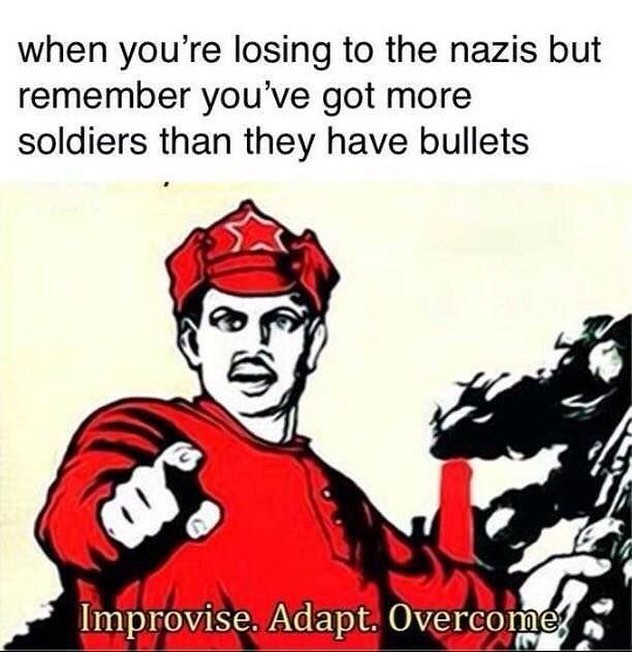 when you’re losing to the nazis but
remember you’ve got more
soldiers than they have bullets
Improvise. Adapt. Overcome